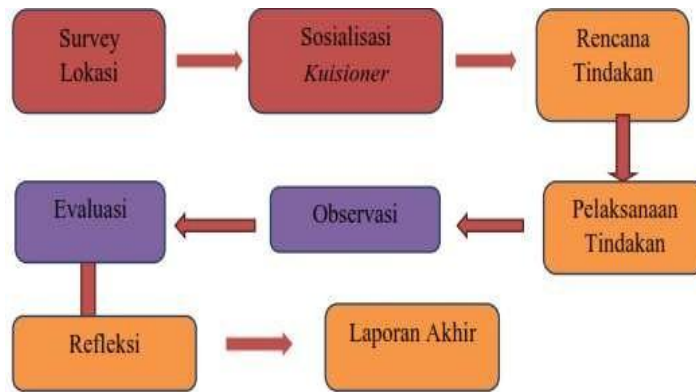 Survey
Lokasi
Sosialisasi
Kuisioner
Rencana
Tindakan
Pelaksanaan
Tindakan
Observasi
Evaluasi
Refleksi
Laporan Akhir